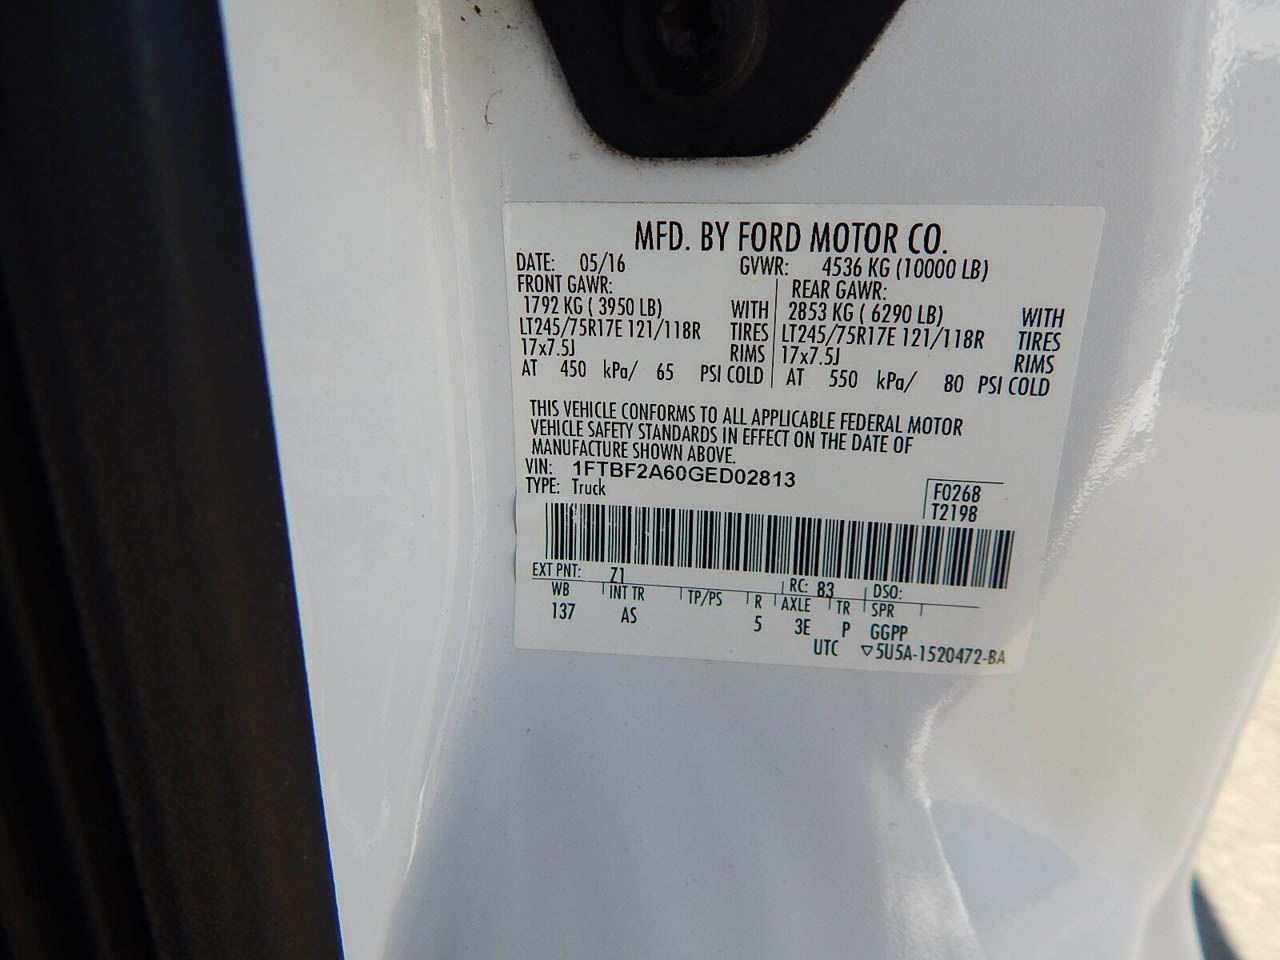 MFD. BY FORD MOTOR CO.
DATE: 05/16 GVWR: 4536 KG (10000 LB)
FRONT GAWR: REAR GAWR:
1792 KG ( 3950 LB) WITH 2853 KG ( 6290 LB) WITH
LT245/75R17E 121/118R TIRES LT245/75R17E 121/118R TIRES
17x7.5J RIMS 17x7.5J RIMS
AT 450 kPa/ 65 PSI COLD AT 550 kPa/ 80 PSI COLD
THIS VEHICLE CONFORMS TO ALL APPLICABLE FEDERAL MOTOR
VEHICLE SAFETY STANDARDS IN EFFECT ON THE DATE OF
MANUFACTURE SHOWN ABOVE.
VIN: 1FTBF2A60GED02813
TYPE: Truck F0268
T2198
EXT PNT: Z1 RC: 83 DSO:
WB INT TR TP/PS R AXLE TR SPR
137 AS 5 3E P GGPP
UTC ▽5U5A-1520472-BA